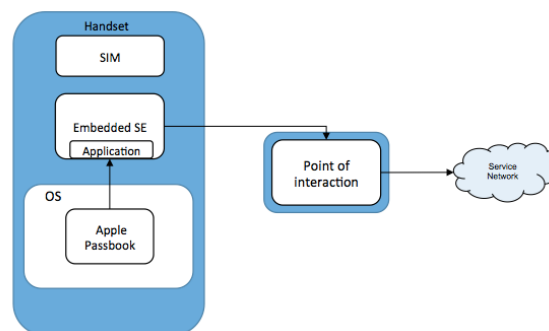 Handset
SIM
Embedded SE
Application
OS
Apple
Passbook
Point of
interaction
Service
Network